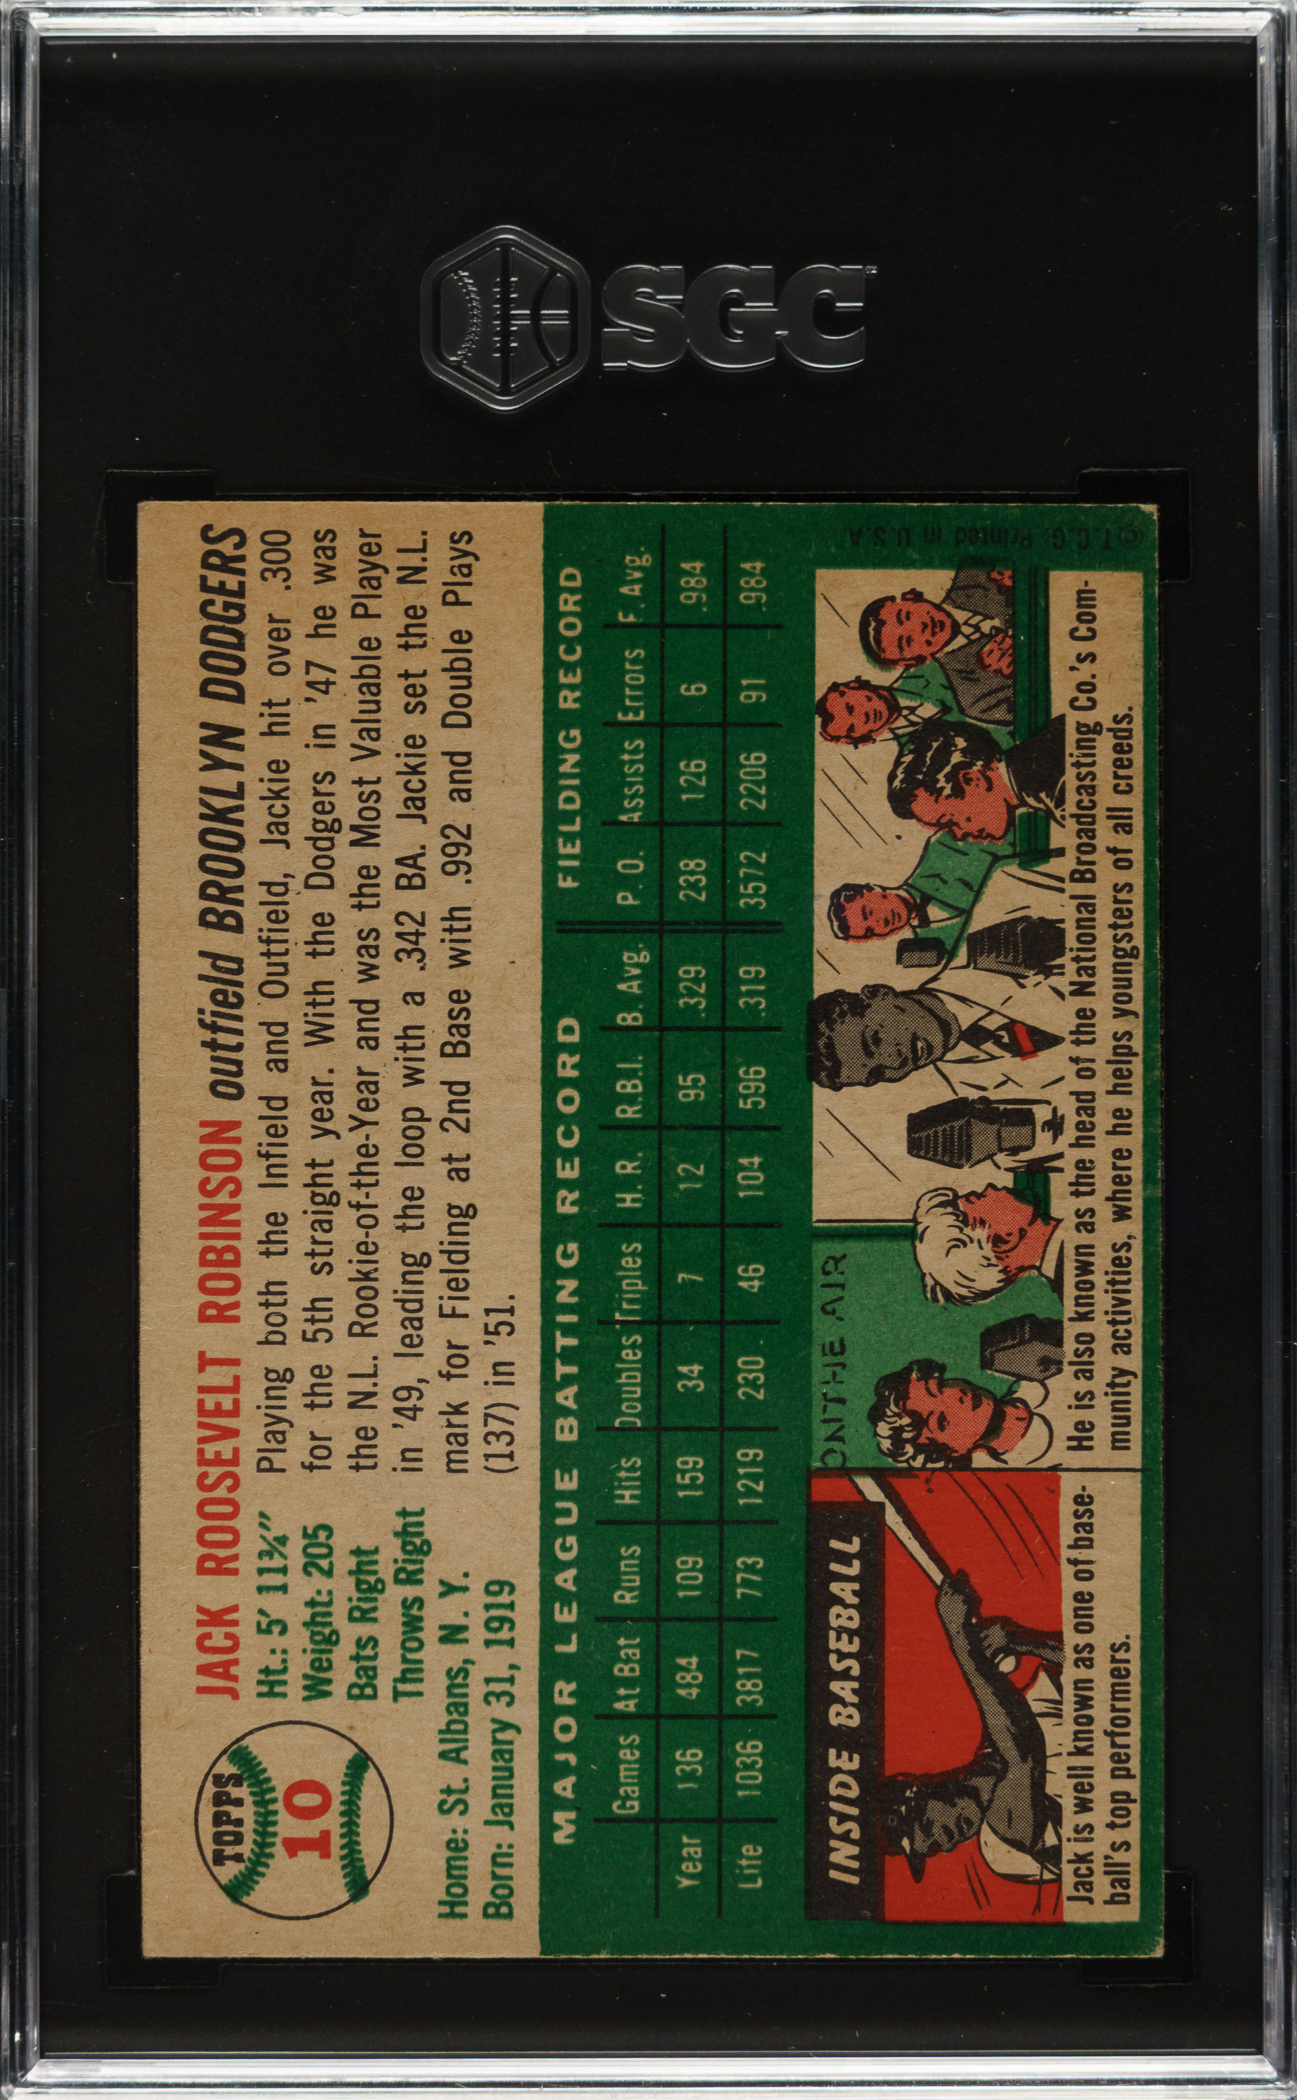 SGC
TOPPS
10
JACK ROOSEVELT ROBINSON outfield BROOKLYN DODGERS
Ht.: 5' 11¾"
Weight: 205
Bats Right
Throws Right
Home: St. Albans, N. Y.
Born: January 31, 1919
Playing both the Infield and Outfield, Jackie hit over .300
for the 5th straight year. With the Dodgers in '47 he was
the N.L. Rookie-of-the-Year and was the Most Valuable Player
in '49, leading the loop with a .342 BA. Jackie set the N.L.
mark for Fielding at 2nd Base with .992 and Double Plays
(137) in '51.
MAJOR LEAGUE BATTING RECORD FIELDING RECORD
Games At Bat Runs Hits Doubles Triples H.R. R.B.I. B. Avg. P. O. Assists Errors F. Avg.
Year 136 484 109 159 34 7 12 95 .329 238 126 6 .984
Life 1036 3817 773 1219 230 46 104 596 .319 3572 2206 91 .984
INSIDE BASEBALL
ON THE AIR
Jack is well known as one of base-
ball's top performers.
He is also known as the head of the National Broadcasting Co.'s Com-
munity activities, where he helps youngsters of all creeds.
© T.C.G. Printed in U.S.A.